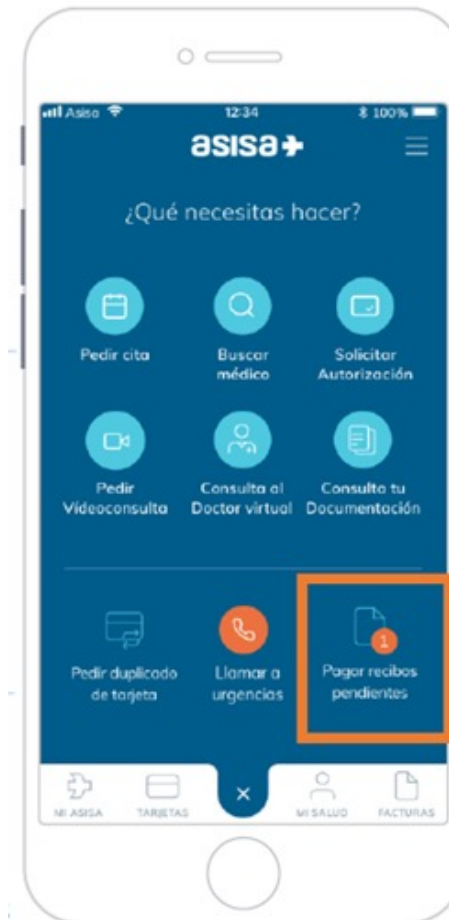 Asisa 12:34 100%
asisa+
¿Qué necesitas hacer?
Pedir cita
Buscar médico
Solicitar Autorización
Pedir Vídeoconsulta
Consulta al Doctor virtual
Consulta tu Documentación
Pedir duplicado de tarjeta
Llamar a urgencias
1
Pagar recibos pendientes
MI ASISA TARJETAS × MI SALUD FACTURAS